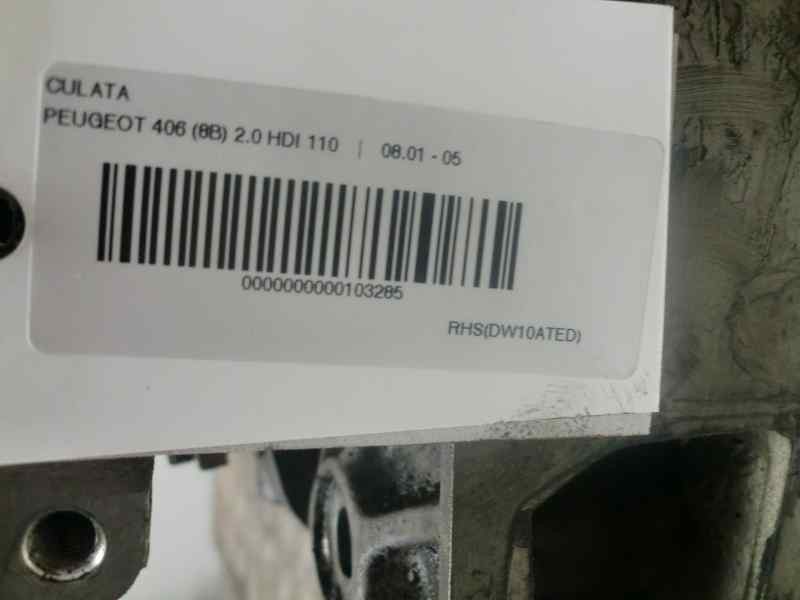 CULATA
PEUGEOT 406 (8B) 2.0 HDI 110 | 08.01 - 05
0000000000103285
RHS(DW10ATED)